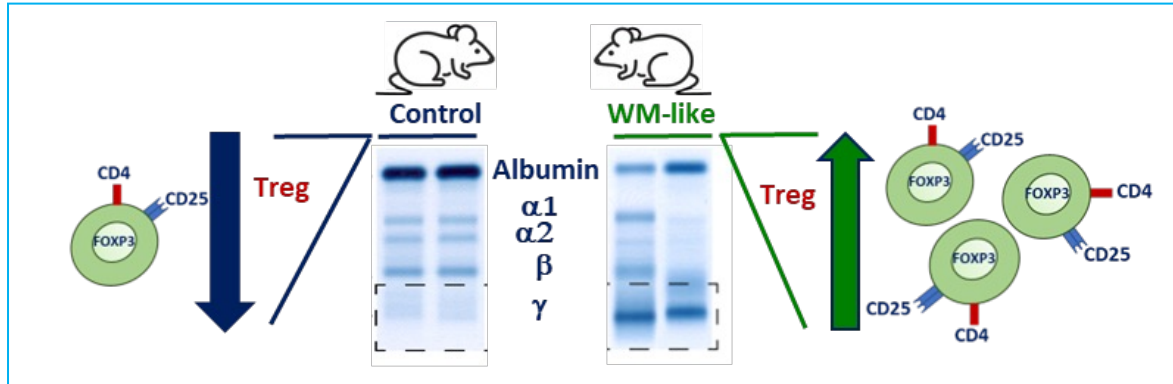 Control
WM-like
CD4
CD25
FOXP3
Treg
Albumin
α1
α2
β
γ
Treg
CD4
CD25
FOXP3
FOXP3
CD4
CD25
FOXP3
CD25
CD4